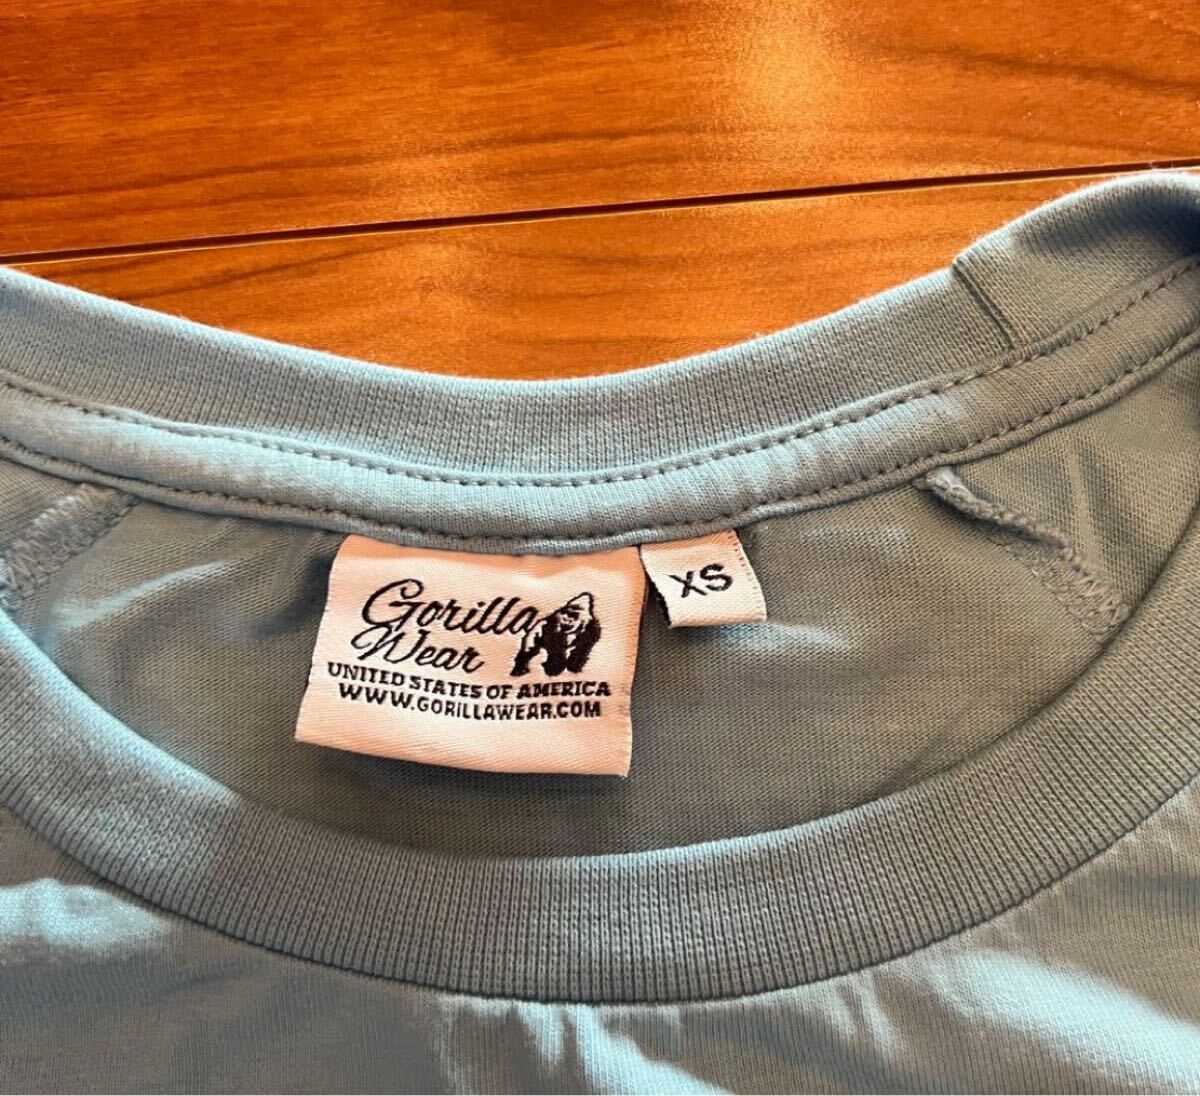 Gorilla
Wear
UNITED STATES OF AMERICA
WWW.GORILLAWEAR.COM
XS